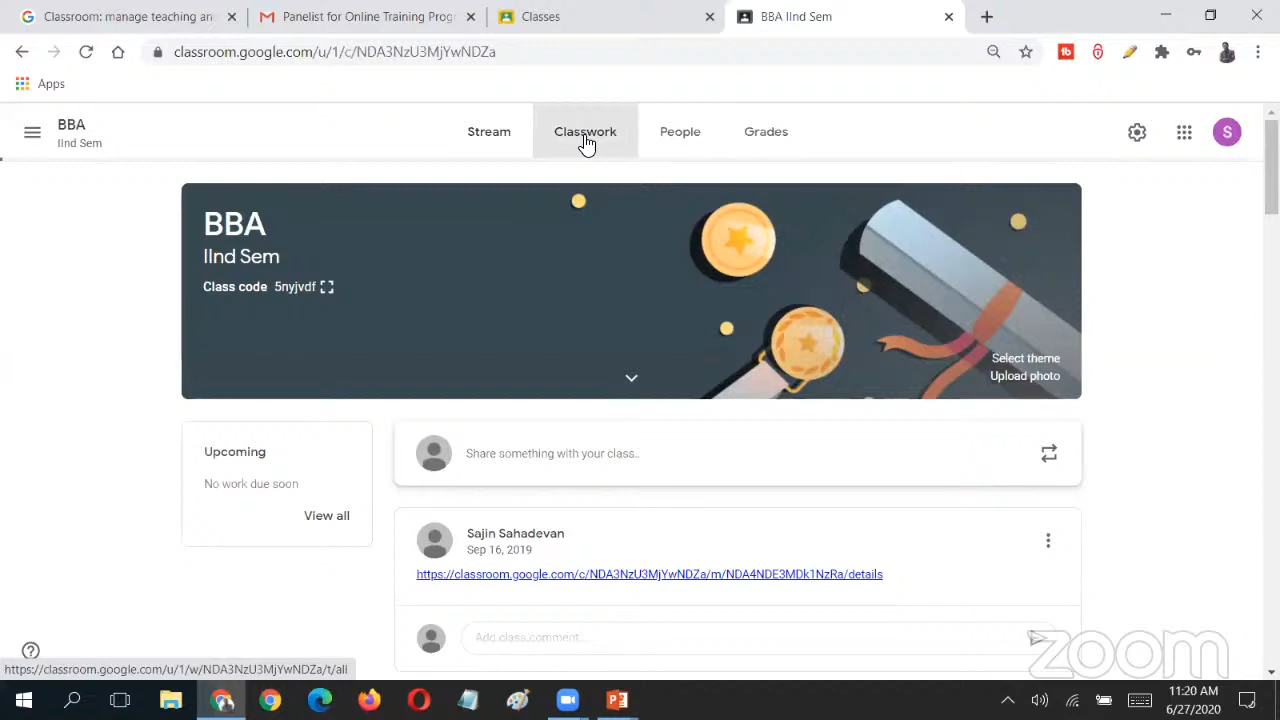 Classroom: manage teaching an
Panelist for Online Training Prog
Classes
BBA IInd Sem
classroom.google.com/u/1/c/NDA3NzU3MjYwNDZa
Apps
BBA
IInd Sem
Stream
Classwork
People
Grades
S
BBA
IInd Sem
Class code 5nyjvdf
Select theme
Upload photo
Upcoming
No work due soon
View all
Share something with your class..
Sajin Sahadevan
Sep 16, 2019
https://classroom.google.com/c/NDA3NzU3MjYwNDZa/m/NDA4NDE3MDk1NzRa/details
Add class comment...
zoom
https://classroom.google.com/u/1/w/NDA3NzU3MjYwNDZa/t/all
11:20 AM
6/27/2020